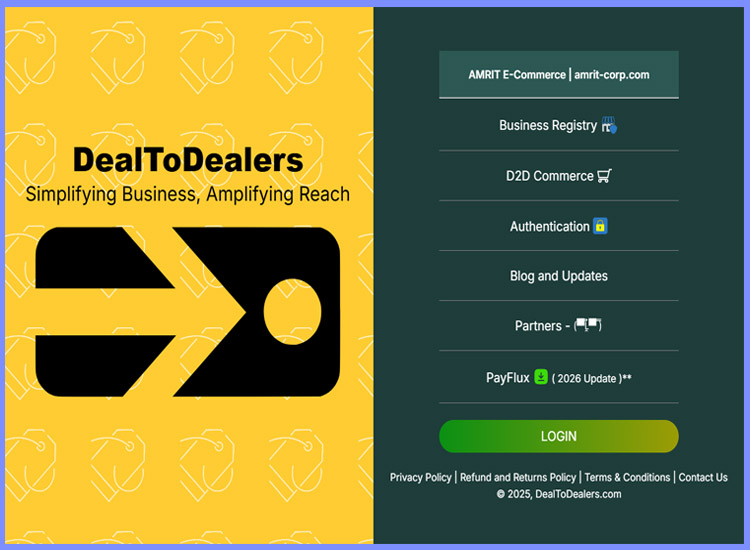 DealToDealers
Simplifying Business, Amplifying Reach
AMRIT E-Commerce | amrit-corp.com
Business Registry
D2D Commerce
Authentication
Blog and Updates
Partners - ( )
PayFlux ( 2026 Update )**
LOGIN
Privacy Policy | Refund and Returns Policy | Terms & Conditions | Contact Us
© 2025, DealToDealers.com